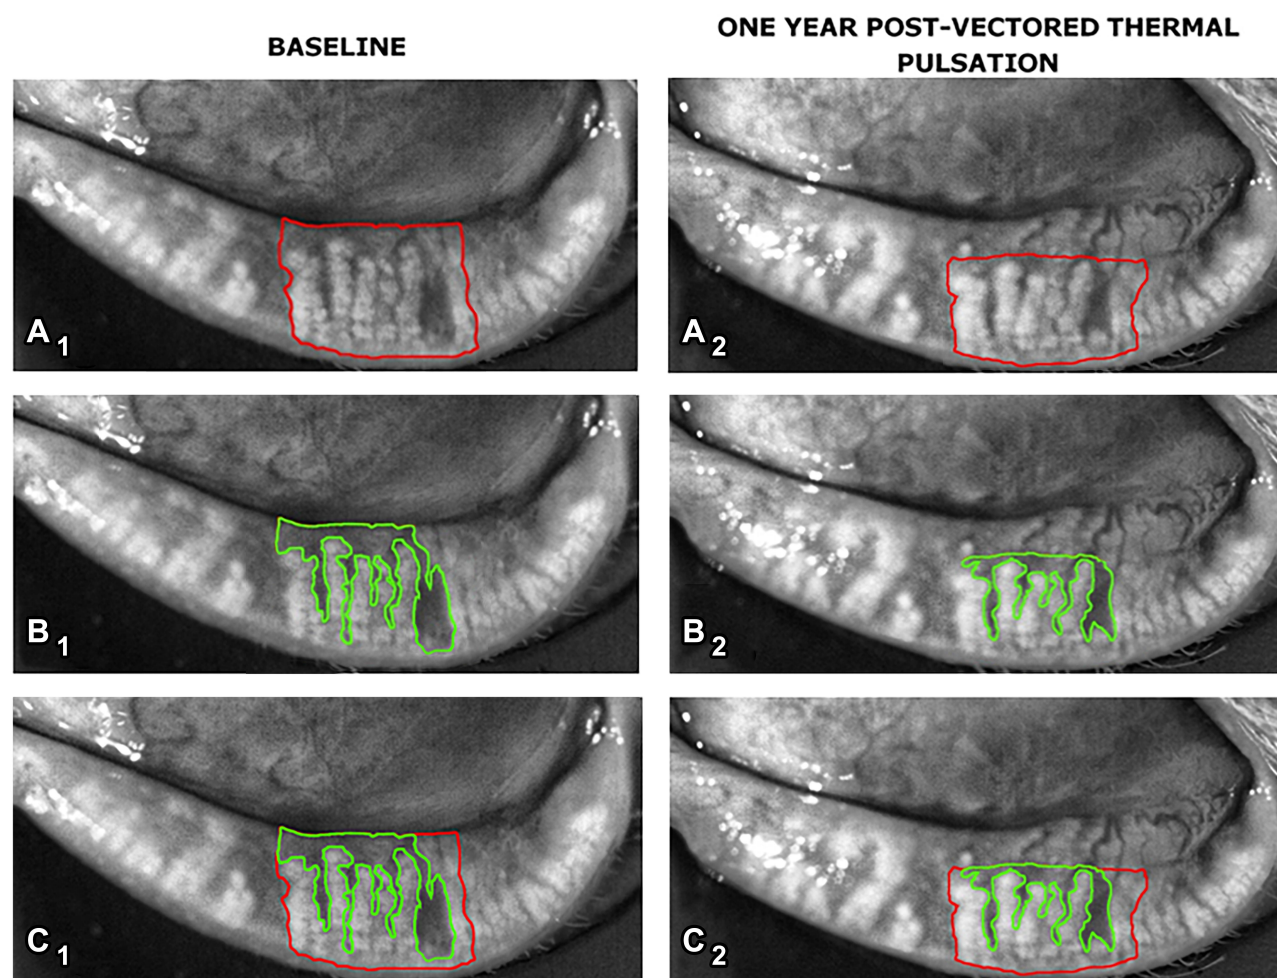 BASELINE
ONE YEAR POST-VECTORED THERMAL
PULSATION
A 1
A 2
B 1
B 2
C 1
C 2